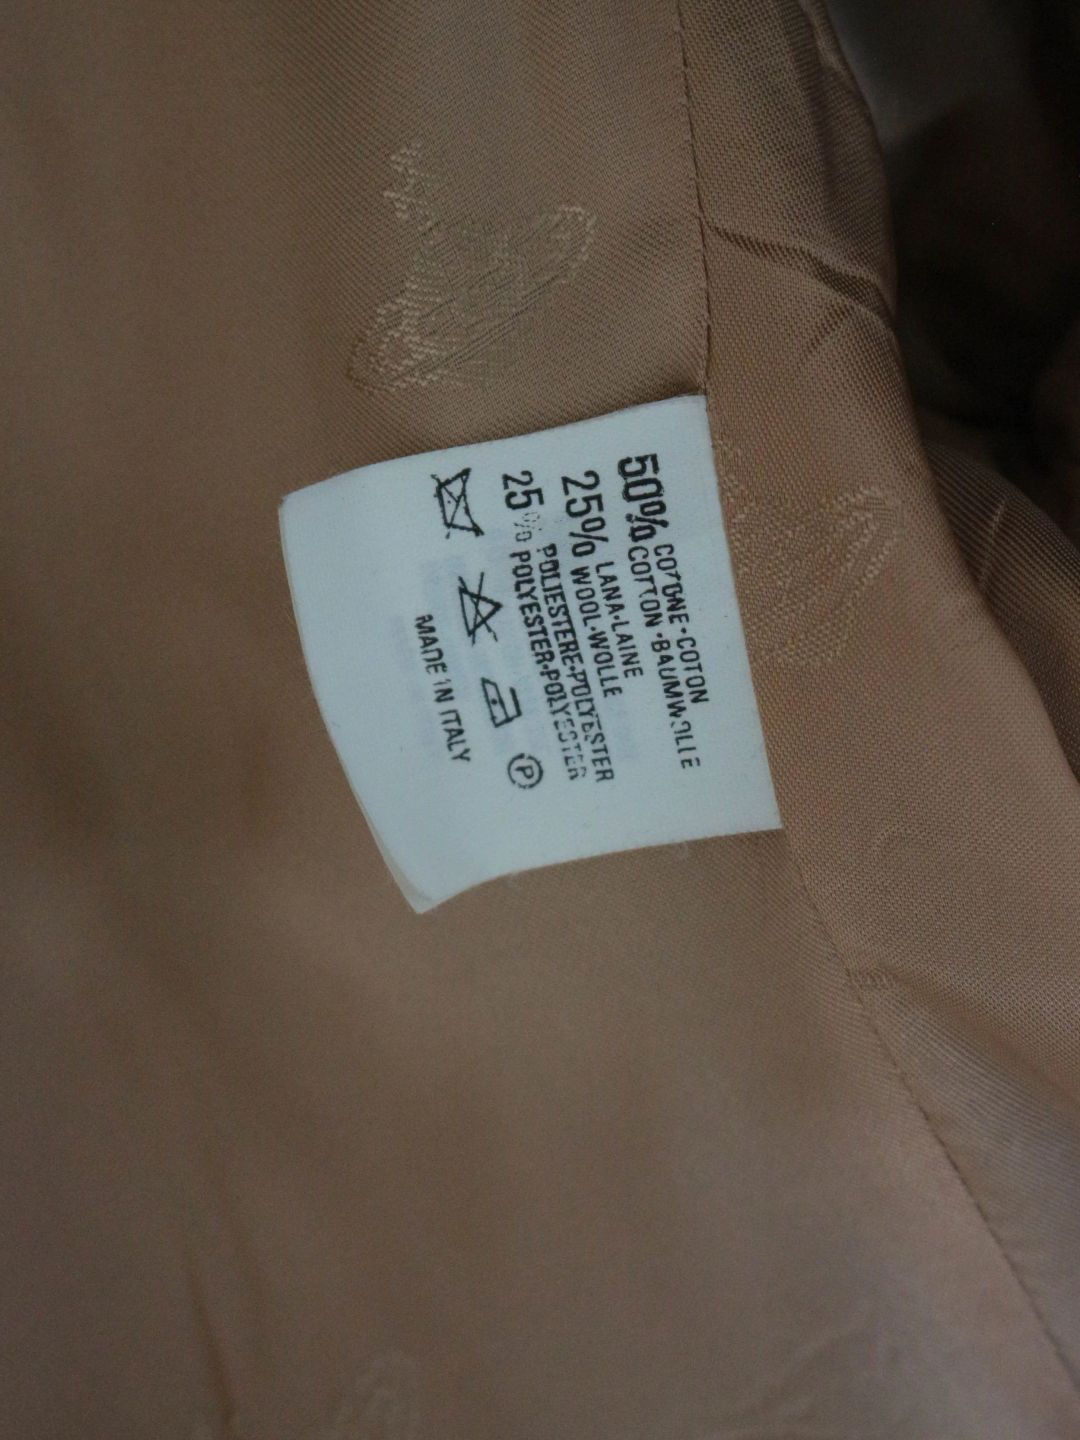 50% COTONE·COTON
COTTON·BAUMWOLLE
25% LANA·LAINE
WOOL·WOLLE
25% POLIESTERE·POLYESTER
POLYESTER·POLYESTER
P
MADE IN ITALY